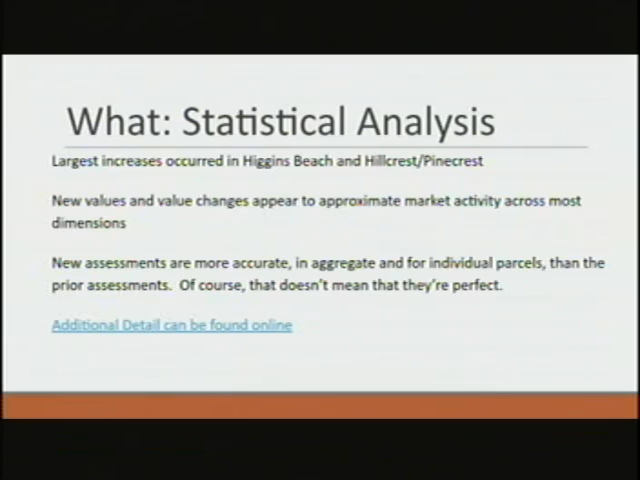 What: Statistical Analysis
Largest increases occurred in Higgins Beach and Hillcrest/Pinecrest
New values and value changes appear to approximate market activity across most
dimensions
New assessments are more accurate, in aggregate and for individual parcels, than the
prior assessments.  Of course, that doesn't mean that they're perfect.
Additional Detail can be found online